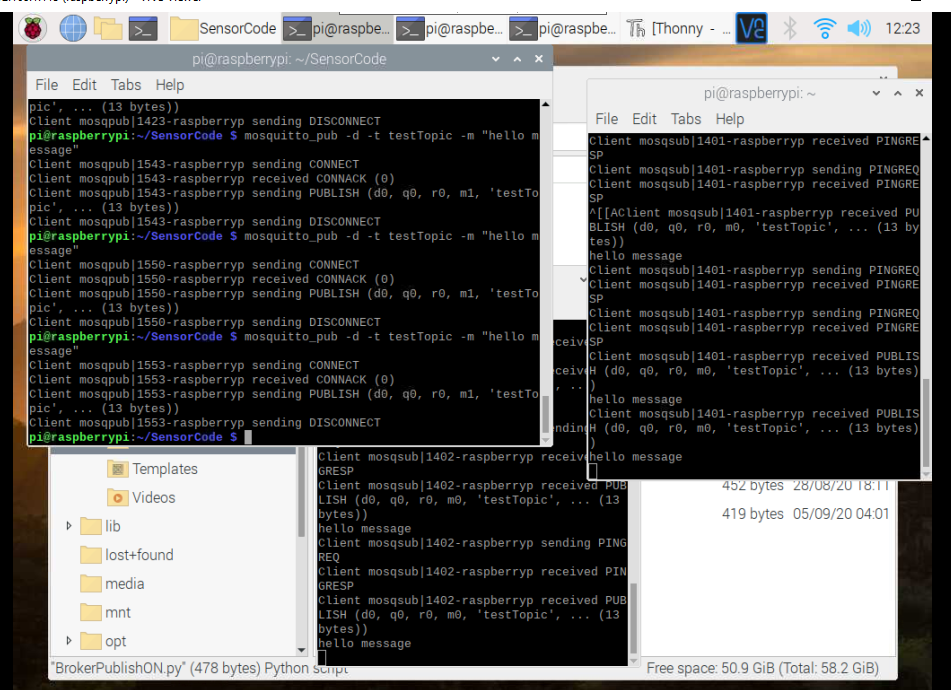 SensorCode
pi@raspbe...
pi@raspbe...
pi@raspbe...
[Thonny - ...
12:23
pi@raspberrypi: ~/SensorCode
File Edit Tabs Help
pic', ... (13 bytes))
Client mosqpub|1423-raspberryp sending DISCONNECT
pi@raspberrypi:~/SensorCode $ mosquitto_pub -d -t testTopic -m "hello m
essage"
Client mosqpub|1543-raspberryp sending CONNECT
Client mosqpub|1543-raspberryp received CONNACK (0)
Client mosqpub|1543-raspberryp sending PUBLISH (d0, q0, r0, m1, 'testTo
pic', ... (13 bytes))
Client mosqpub|1543-raspberryp sending DISCONNECT
pi@raspberrypi:~/SensorCode $ mosquitto_pub -d -t testTopic -m "hello m
essage"
Client mosqpub|1550-raspberryp sending CONNECT
Client mosqpub|1550-raspberryp received CONNACK (0)
Client mosqpub|1550-raspberryp sending PUBLISH (d0, q0, r0, m1, 'testTo
pic', ... (13 bytes))
Client mosqpub|1550-raspberryp sending DISCONNECT
pi@raspberrypi:~/SensorCode $ mosquitto_pub -d -t testTopic -m "hello m
essage"
Client mosqpub|1553-raspberryp sending CONNECT
Client mosqpub|1553-raspberryp received CONNACK (0)
Client mosqpub|1553-raspberryp sending PUBLISH (d0, q0, r0, m1, 'testTo
pic', ... (13 bytes))
Client mosqpub|1553-raspberryp sending DISCONNECT
pi@raspberrypi:~/SensorCode $
pi@raspberrypi: ~
File Edit Tabs Help
Client mosqsub|1401-raspberryp received PINGRE
SP
Client mosqsub|1401-raspberryp sending PINGREQ
Client mosqsub|1401-raspberryp received PINGRE
SP
^[[AClient mosqsub|1401-raspberryp received PU
BLISH (d0, q0, r0, m0, 'testTopic', ... (13 by
tes))
hello message
Client mosqsub|1401-raspberryp sending PINGREQ
Client mosqsub|1401-raspberryp received PINGRE
SP
Client mosqsub|1401-raspberryp sending PINGREQ
Client mosqsub|1401-raspberryp received PINGRE
SP
Client mosqsub|1401-raspberryp received PUBLIS
H (d0, q0, r0, m0, 'testTopic', ... (13 bytes)
)
hello message
Client mosqsub|1401-raspberryp received PUBLIS
H (d0, q0, r0, m0, 'testTopic', ... (13 bytes)
)
hello message
Client mosqsub|1402-raspberryp receive
GRESP
Client mosqsub|1402-raspberryp received PUB
LISH (d0, q0, r0, m0, 'testTopic', ... (13
bytes))
hello message
Client mosqsub|1402-raspberryp sending PING
REQ
Client mosqsub|1402-raspberryp received PIN
GRESP
Client mosqsub|1402-raspberryp received PUB
LISH (d0, q0, r0, m0, 'testTopic', ... (13
bytes))
hello message
Templates
Videos
lib
lost+found
media
mnt
opt
452 bytes 28/08/20 18:11
419 bytes 05/09/20 04:01
"BrokerPublishON.py" (478 bytes) Python script
Free space: 50.9 GiB (Total: 58.2 GiB)